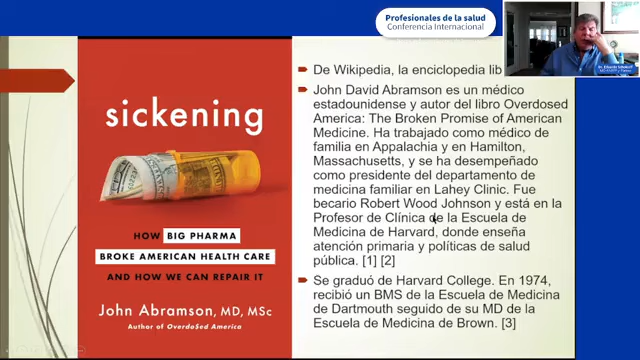 Profesionales de la salud
Conferencia Internacional
sickening
HOW BIG PHARMA
BROKE AMERICAN HEALTH CARE
AND HOW WE CAN REPAIR IT
John Abramson, MD, MSc
Author of Overdo$ed America
De Wikipedia, la enciclopedia lib
John David Abramson es un médico
estadounidense y autor del libro Overdosed
America: The Broken Promise of American
Medicine. Ha trabajado como médico de
familia en Appalachia y en Hamilton,
Massachusetts, y se ha desempeñado
como presidente del departamento de
medicina familiar en Lahey Clinic. Fue
becario Robert Wood Johnson y está en la
Profesor de Clínica de la Escuela de
Medicina de Harvard, donde enseña
atención primaria y políticas de salud
pública. [1] [2]
Se graduó de Harvard College. En 1974,
recibió un BMS de la Escuela de Medicina
de Dartmouth seguido de su MD de la
Escuela de Medicina de Brown. [3]